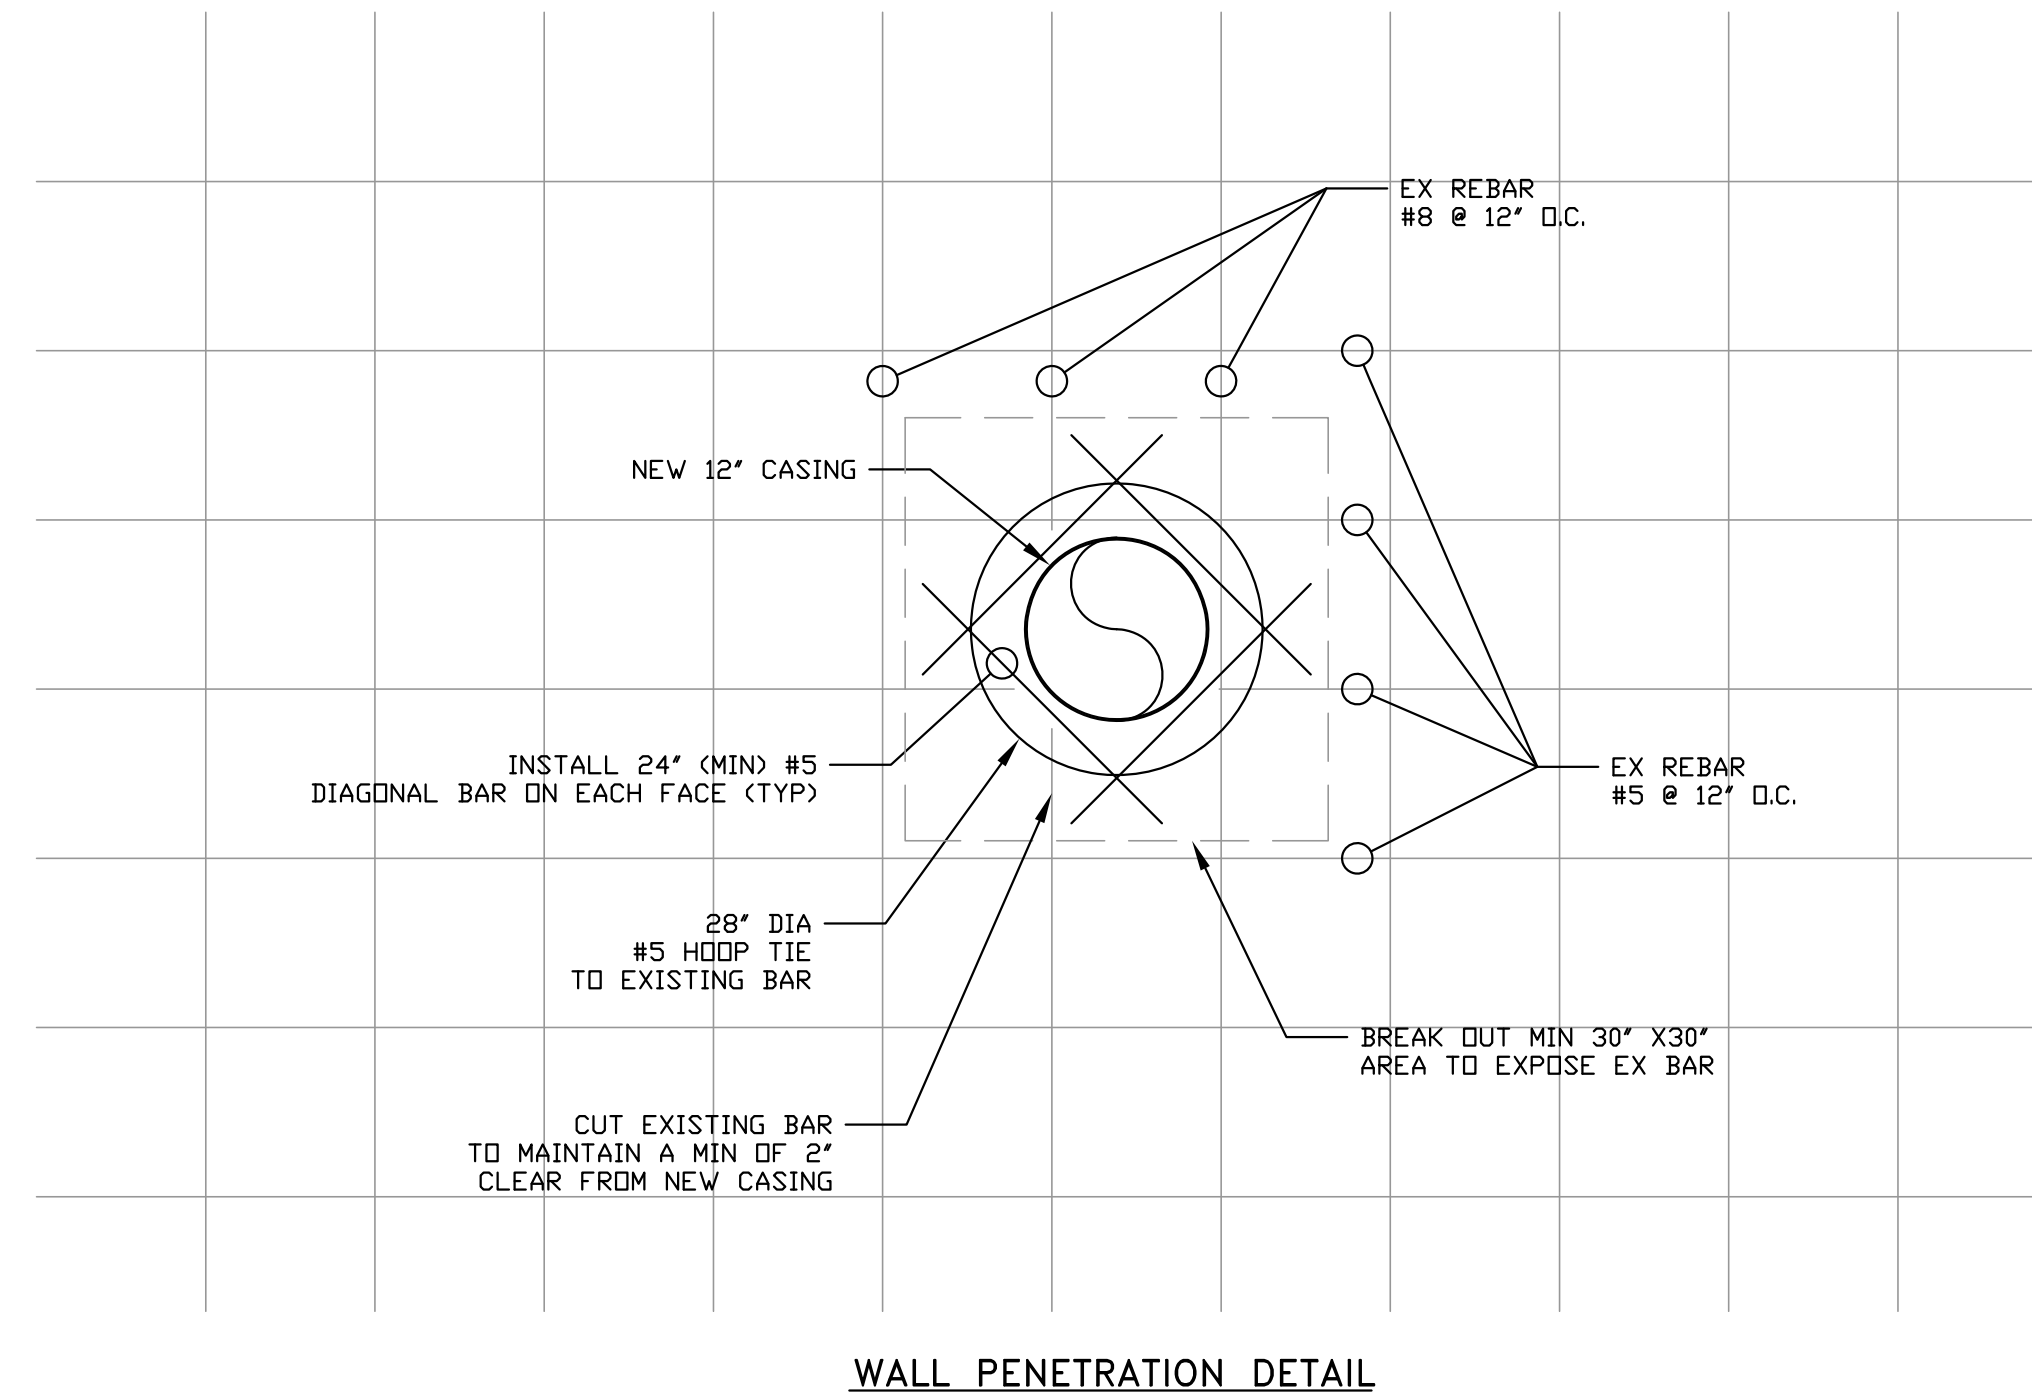 EX REBAR
#8 @ 12" O.C.
NEW 12" CASING
INSTALL 24" (MIN) #5
DIAGONAL BAR ON EACH FACE (TYP)
EX REBAR
#5 @ 12" O.C.
28" DIA
#5 HOOP TIE
TO EXISTING BAR
BREAK OUT MIN 30" X30"
AREA TO EXPOSE EX BAR
CUT EXISTING BAR
TO MAINTAIN A MIN OF 2"
CLEAR FROM NEW CASING
WALL PENETRATION DETAIL